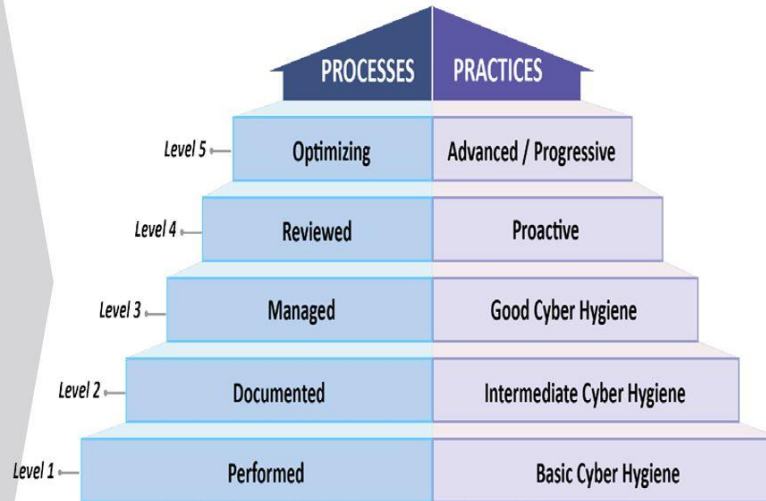 PROCESSES PRACTICES
Level 5 Optimizing Advanced / Progressive
Level 4 Reviewed Proactive
Level 3 Managed Good Cyber Hygiene
Level 2 Documented Intermediate Cyber Hygiene
Level 1 Performed Basic Cyber Hygiene